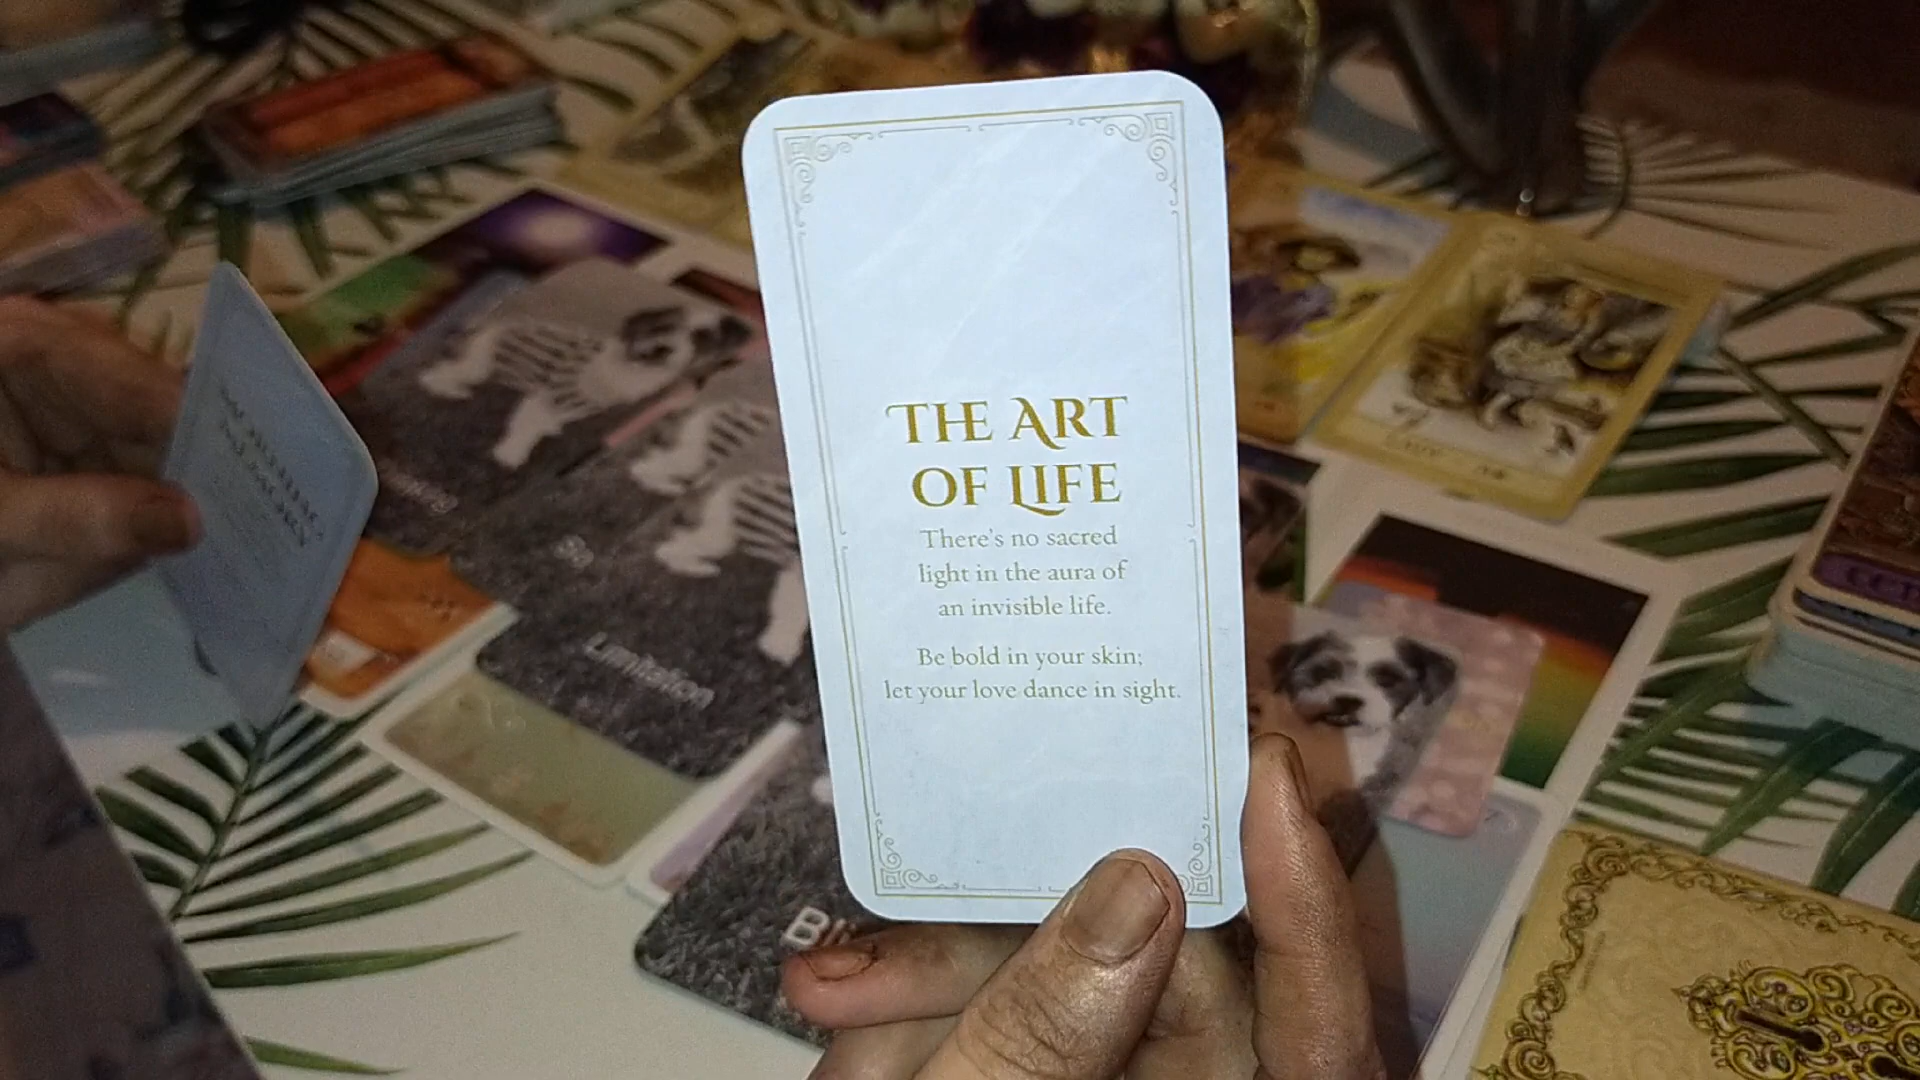 THE ART
OF LIFE
There's no sacred
light in the aura of
an invisible life.
Be bold in your skin;
let your love dance in sight.
Limitation